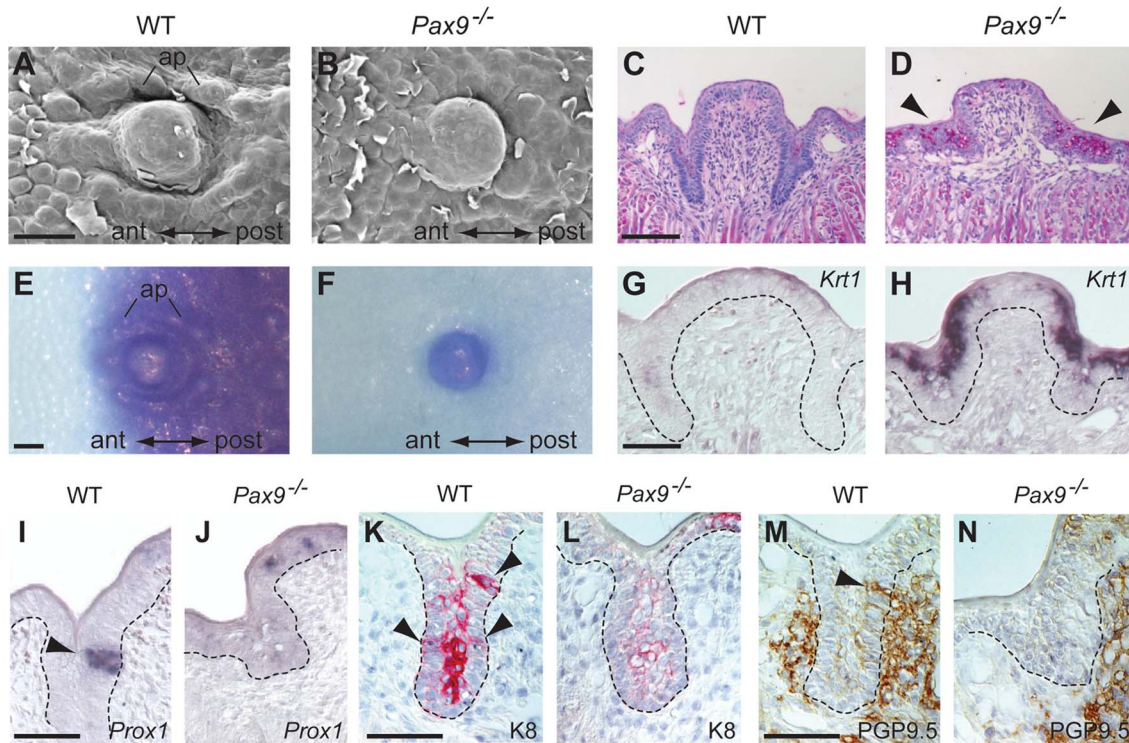 WT Pax9-/- WT Pax9-/-
A ap B C D
ant post ant post
E ap F G Krt1 H Krt1
ant post ant post
WT Pax9-/- WT Pax9-/- WT Pax9-/-
I J K L M N
Prox1 Prox1 K8 K8 PGP9.5 PGP9.5